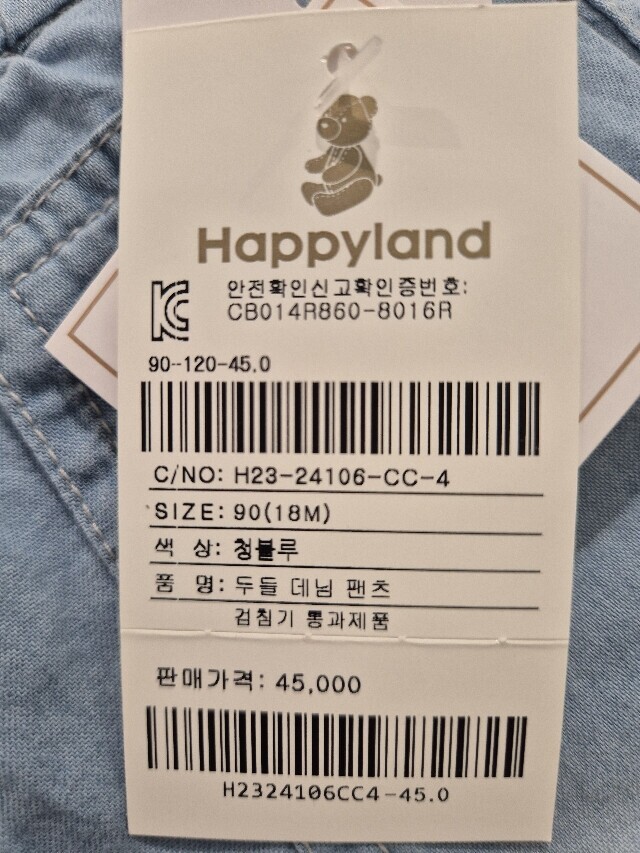 Happyland
안전확인신고확인증번호:
CB014R860-8016R
90--120-45.0
C/NO: H23-24106-CC-4
SIZE: 90(18M)
색 상: 청블루
품 명: 두들 데님 팬츠
검침기 통과제품
판매가격: 45,000
H2324106CC4-45.0